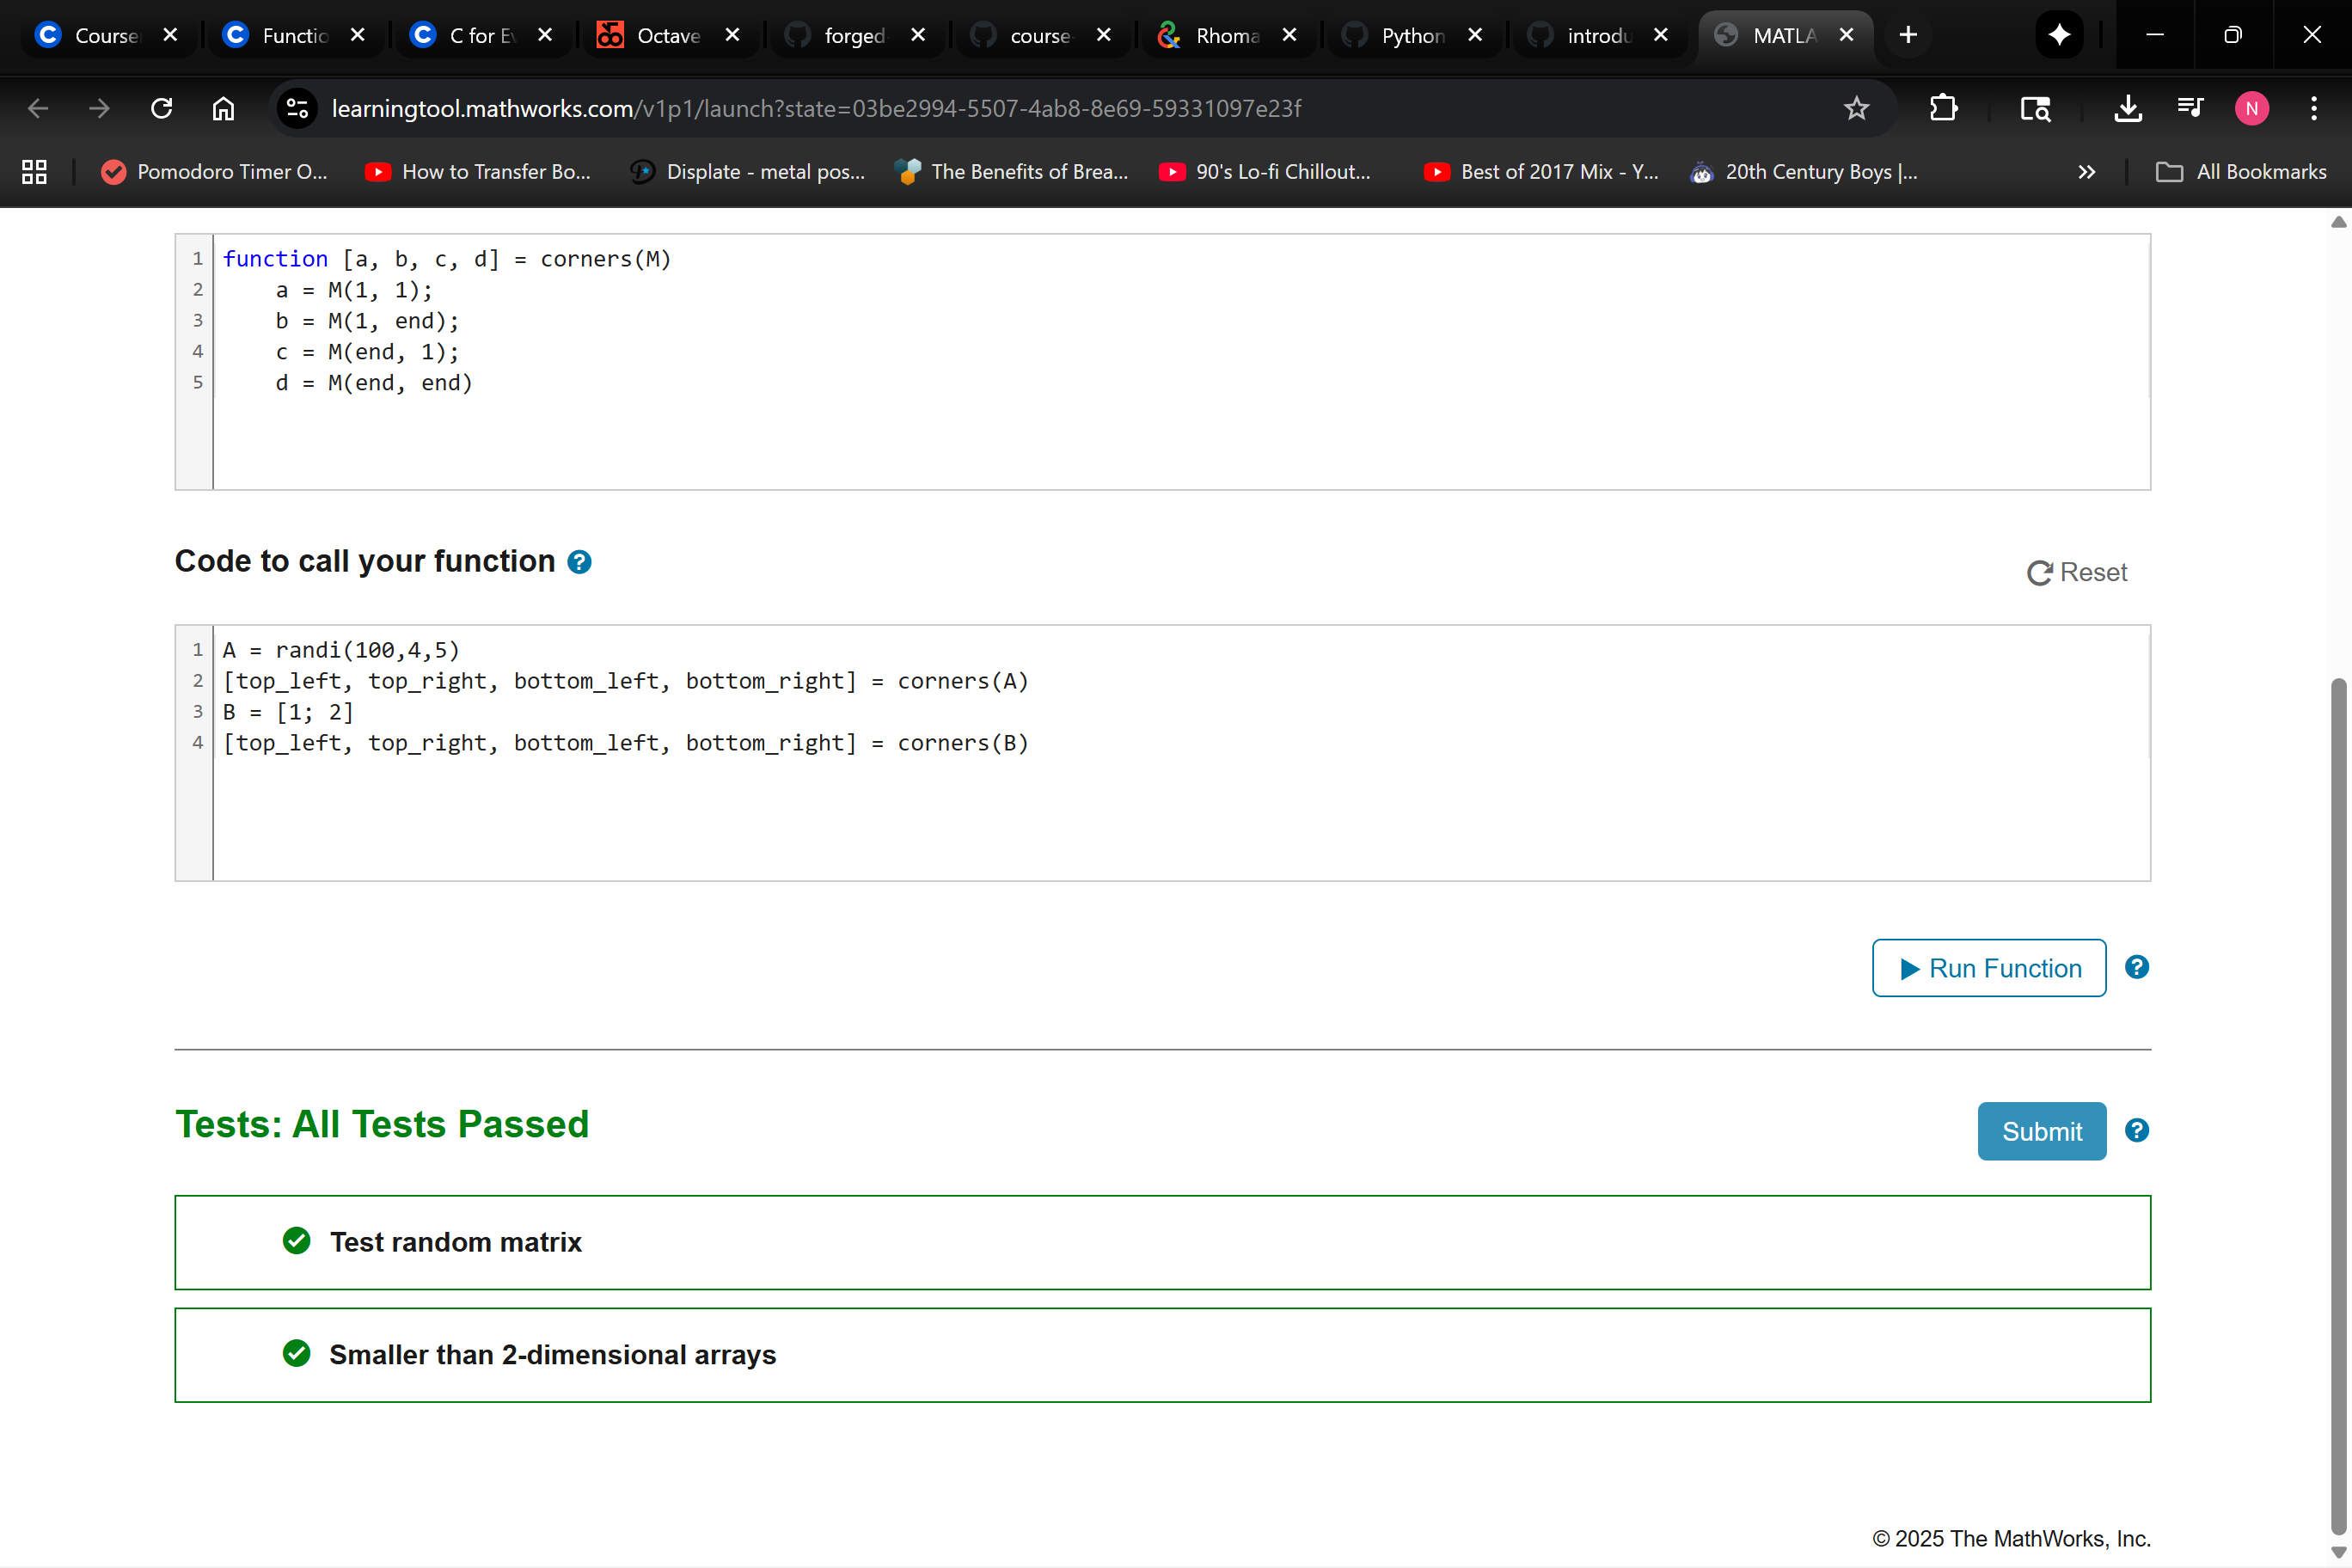 Course
Functio
C for Ev
Octave
forged
course-
Rhoma
Python
introdu
MATLA
learningtool.mathworks.com/v1p1/launch?state=03be2994-5507-4ab8-8e69-59331097e23f
N
Pomodoro Timer O...
How to Transfer Bo...
Displate - metal pos...
The Benefits of Brea...
90's Lo-fi Chillout...
Best of 2017 Mix - Y...
20th Century Boys |...
All Bookmarks
1 function [a, b, c, d] = corners(M)
2 a = M(1, 1);
3 b = M(1, end);
4 c = M(end, 1);
5 d = M(end, end)
Code to call your function ?
Reset
1 A = randi(100,4,5)
2 [top_left, top_right, bottom_left, bottom_right] = corners(A)
3 B = [1; 2]
4 [top_left, top_right, bottom_left, bottom_right] = corners(B)
Run Function ?
Tests: All Tests Passed
Submit ?
Test random matrix
Smaller than 2-dimensional arrays
© 2025 The MathWorks, Inc.